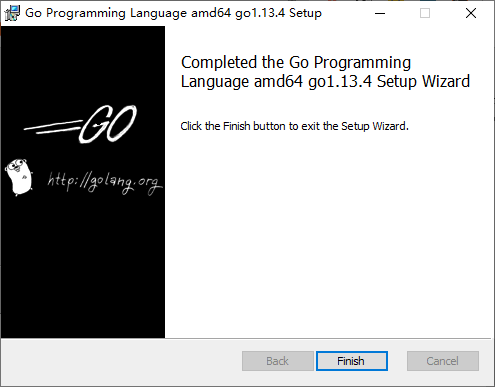 Go Programming Language amd64 go1.13.4 Setup
Completed the Go Programming
Language amd64 go1.13.4 Setup Wizard
Click the Finish button to exit the Setup Wizard.
GO
http://golang.org
Back
Finish
Cancel